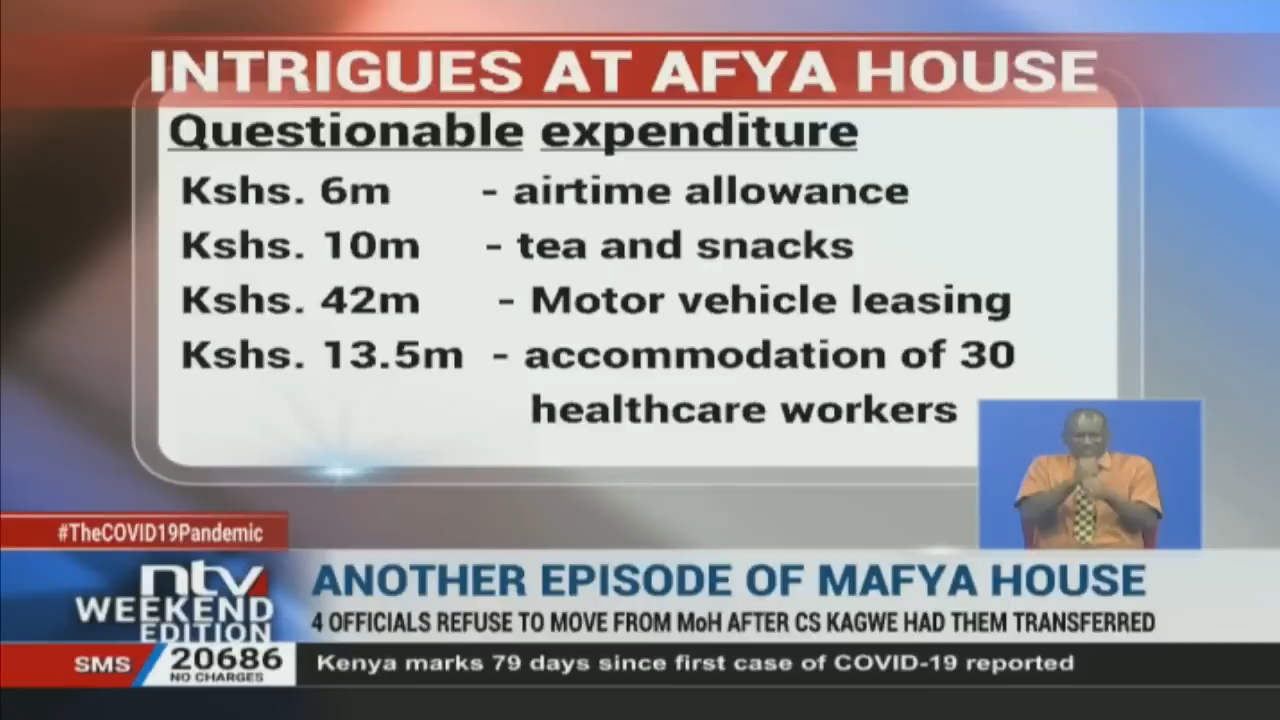 INTRIGUES AT AFYA HOUSE
Questionable expenditure
Kshs. 6m - airtime allowance
Kshs. 10m - tea and snacks
Kshs. 42m - Motor vehicle leasing
Kshs. 13.5m - accommodation of 30
healthcare workers
#TheCOVID19Pandemic
ntv
WEEKEND
EDITION
ANOTHER EPISODE OF MAFYA HOUSE
4 OFFICIALS REFUSE TO MOVE FROM MoH AFTER CS KAGWE HAD THEM TRANSFERRED
SMS 20686
NO CHARGES
Kenya marks 79 days since first case of COVID-19 reported